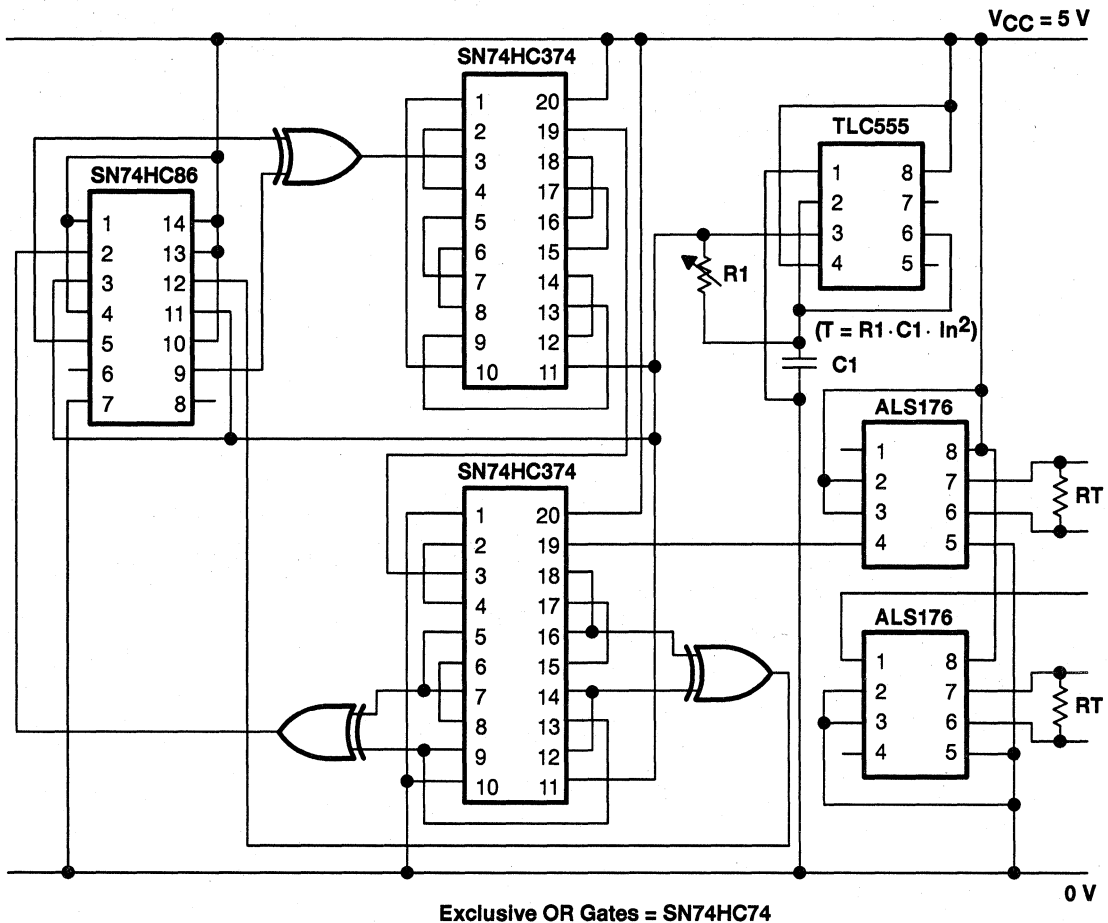 VCC = 5 V
SN74HC374
1 20
2 19
3 18
4 17
5 16
6 15
7 14
8 13
9 12
10 11
TLC555
1 8
2 7
3 6
4 5
SN74HC86
1 14
2 13
3 12
4 11
5 10
6 9
7 8
R1
(T = R1 · C1 · ln²)
C1
ALS176
1 8
2 7
3 6
4 5
RT
SN74HC374
1 20
2 19
3 18
4 17
5 16
6 15
7 14
8 13
9 12
10 11
ALS176
1 8
2 7
3 6
4 5
RT
0 V
Exclusive OR Gates = SN74HC74